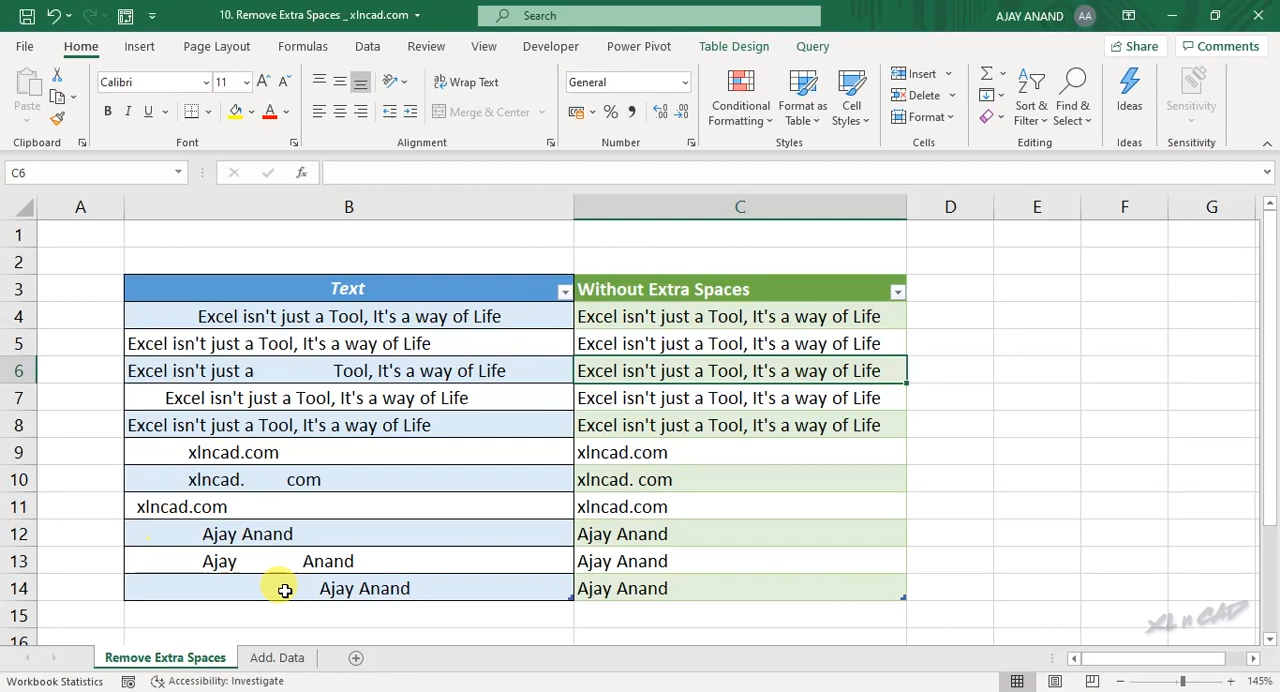 10. Remove Extra Spaces _ xlncad.com
Search
AJAY ANAND AA
File Home Insert Page Layout Formulas Data Review View Developer Power Pivot Table Design Query Share Comments
Paste
Clipboard
Calibri 11
B I U
Font
Wrap Text
Merge & Center
Alignment
General
Number
Conditional Formatting
Format as Table
Cell Styles
Styles
Insert
Delete
Format
Cells
Sort & Filter
Find & Select
Editing
Ideas
Ideas
Sensitivity
Sensitivity
C6 fx
A B C D E F G
1
2
3 Text Without Extra Spaces
4 Excel isn't just a Tool, It's a way of Life Excel isn't just a Tool, It's a way of Life
5 Excel isn't just a Tool, It's a way of Life Excel isn't just a Tool, It's a way of Life
6 Excel isn't just a Tool, It's a way of Life Excel isn't just a Tool, It's a way of Life
7 Excel isn't just a Tool, It's a way of Life Excel isn't just a Tool, It's a way of Life
8 Excel isn't just a Tool, It's a way of Life Excel isn't just a Tool, It's a way of Life
9 xlncad.com xlncad.com
10 xlncad. com xlncad. com
11 xlncad.com xlncad.com
12 Ajay Anand Ajay Anand
13 Ajay Anand Ajay Anand
14 Ajay Anand Ajay Anand
15
16
XL n CAD
Remove Extra Spaces Add. Data
Workbook Statistics Accessibility: Investigate 145%